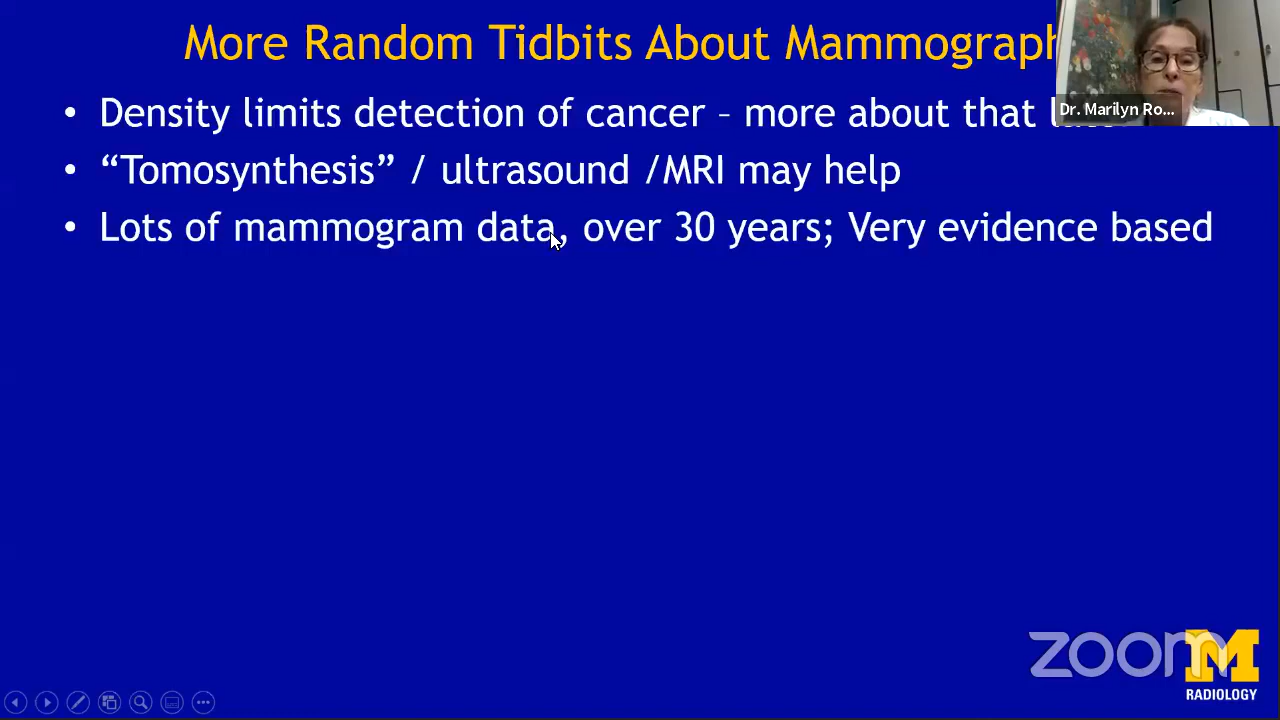 More Random Tidbits About Mammograph
• Density limits detection of cancer – more about that
• “Tomosynthesis” / ultrasound /MRI may help
• Lots of mammogram data, over 30 years; Very evidence based
Dr. Marilyn Ro...
zoom
M
RADIOLOGY